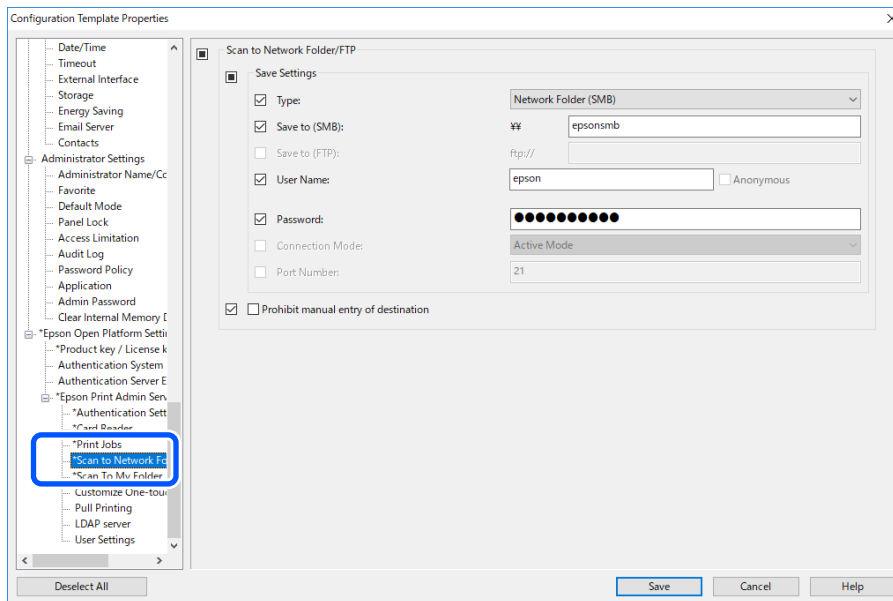 Configuration Template Properties
Date/Time
Timeout
External Interface
Storage
Energy Saving
Email Server
Contacts
Administrator Settings
Administrator Name/Co
Favorite
Default Mode
Panel Lock
Access Limitation
Audit Log
Password Policy
Application
Admin Password
Clear Internal Memory D
*Epson Open Platform Settin
*Product key / License k
Authentication System
Authentication Server E
*Epson Print Admin Serv
*Authentication Sett
*Card Reader
*Print Jobs
*Scan to Network Fo
*Scan To My Folder
Customize One-touc
Pull Printing
LDAP server
User Settings
Scan to Network Folder/FTP
Save Settings
Type: Network Folder (SMB)
Save to (SMB): ¥¥ epsonsmb
Save to (FTP): ftp://
User Name: epson Anonymous
Password: ●●●●●●●●●●
Connection Mode: Active Mode
Port Number: 21
Prohibit manual entry of destination
Deselect All Save Cancel Help